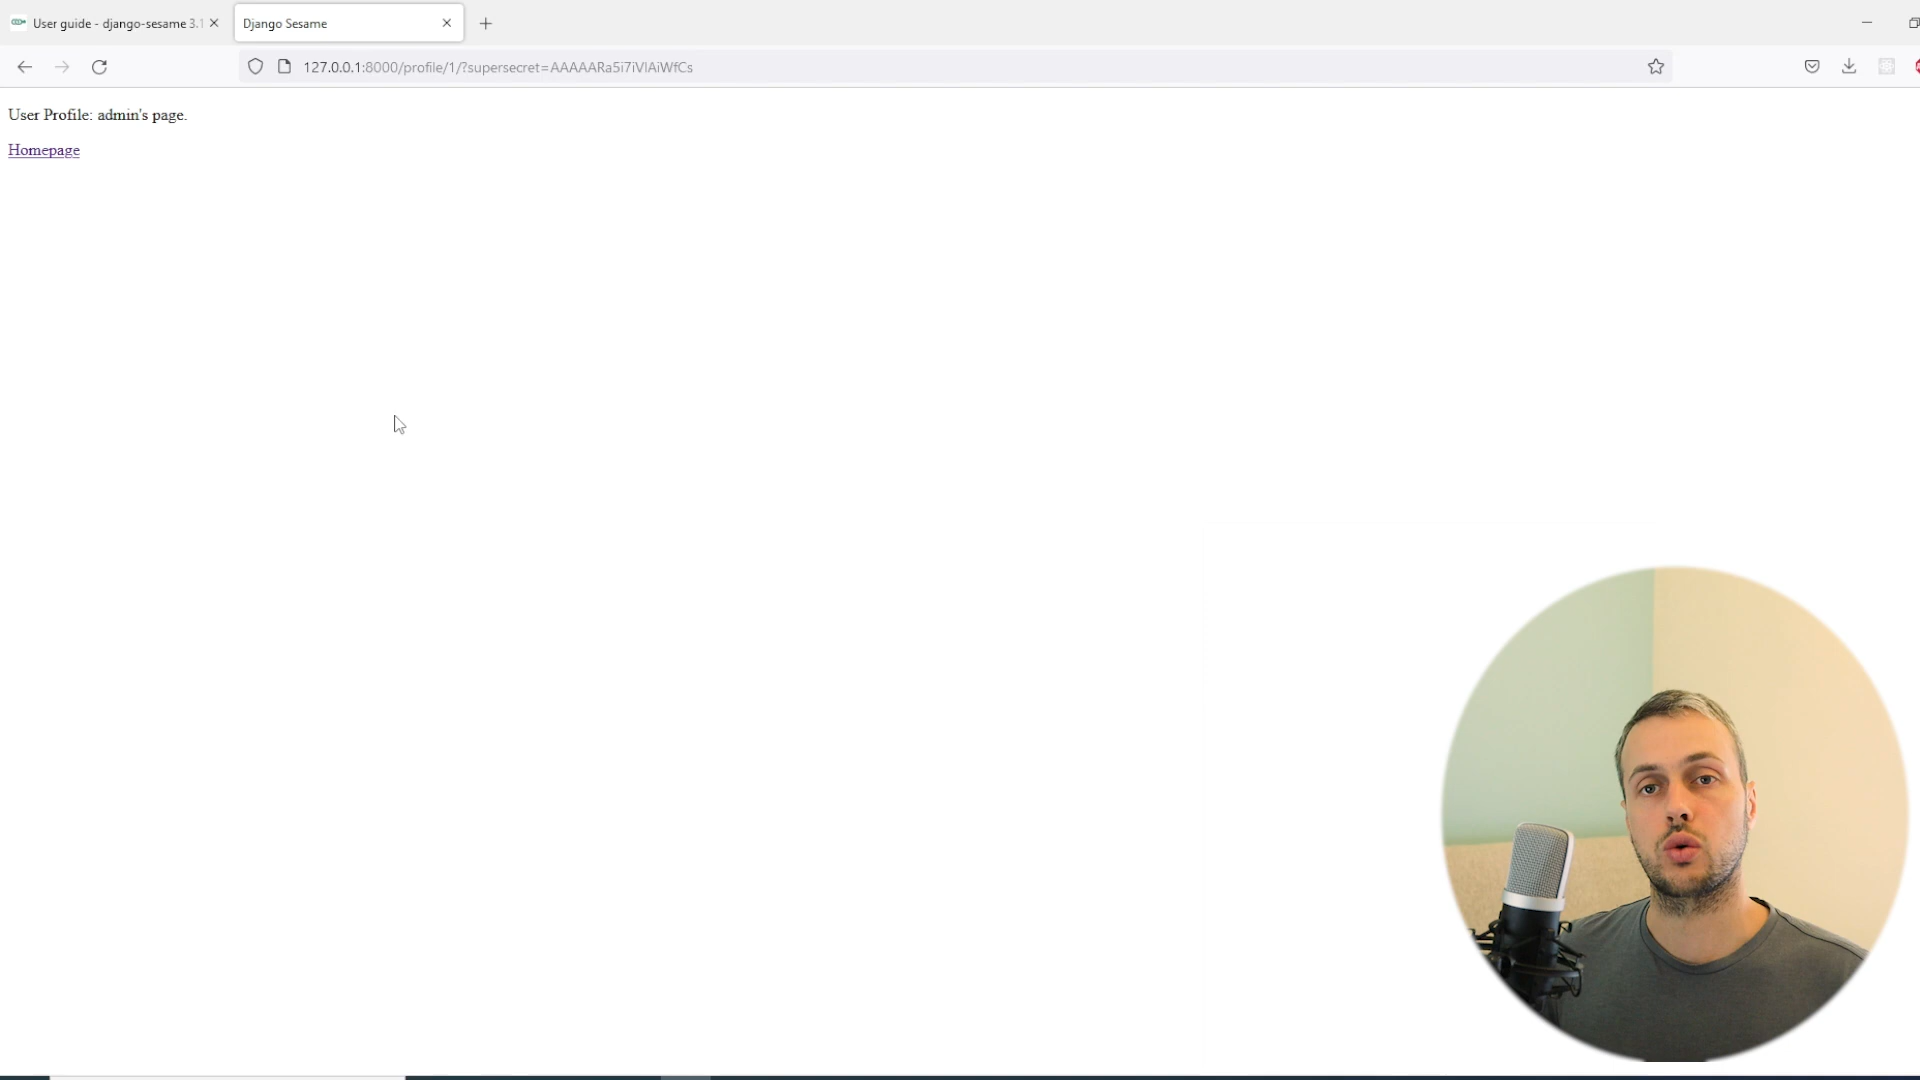 User guide - django-sesame 3.1
Django Sesame
127.0.0.1:8000/profile/1/?supersecret=AAAAARa5i7iVIAiWfCs
User Profile: admin's page.
Homepage